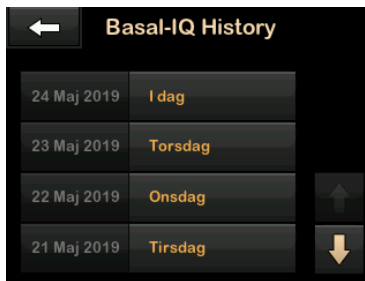 Basal-IQ History
24 Maj 2019 I dag
23 Maj 2019 Torsdag
22 Maj 2019 Onsdag
21 Maj 2019 Tirsdag